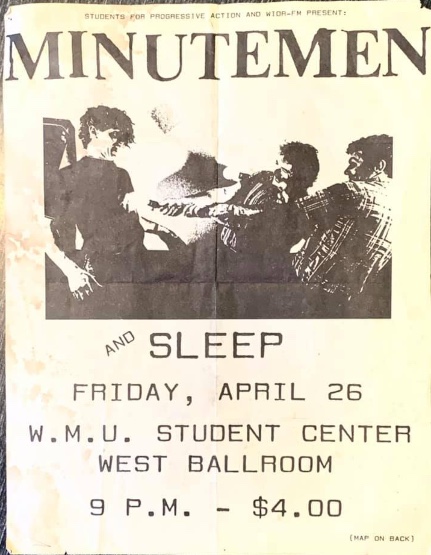 STUDENTS FOR PROGRESSIVE ACTION AND WIDR-FM PRESENT:
MINUTEMEN
AND SLEEP
FRIDAY, APRIL 26
W.M.U. STUDENT CENTER
WEST BALLROOM
9 P.M. - $4.00
(MAP ON BACK)